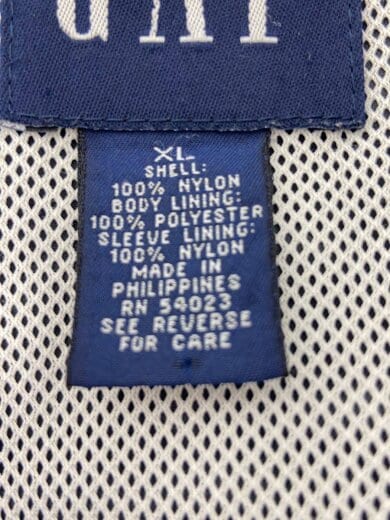 GAP
XL
SHELL:
100% NYLON
BODY LINING:
100% POLYESTER
SLEEVE LINING:
100% NYLON
MADE IN
PHILIPPINES
RN 54023
SEE REVERSE
FOR CARE